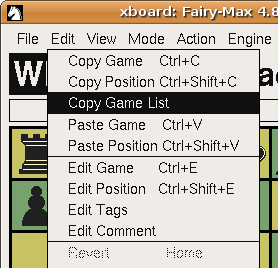 xboard: Fairy-Max 4.8
File Edit View Mode Action Engine
Copy Game Ctrl+C
Copy Position Ctrl+Shift+C
Copy Game List
Paste Game Ctrl+V
Paste Position Ctrl+Shift+V
Edit Game Ctrl+E
Edit Position Ctrl+Shift+E
Edit Tags
Edit Comment
Revert Home